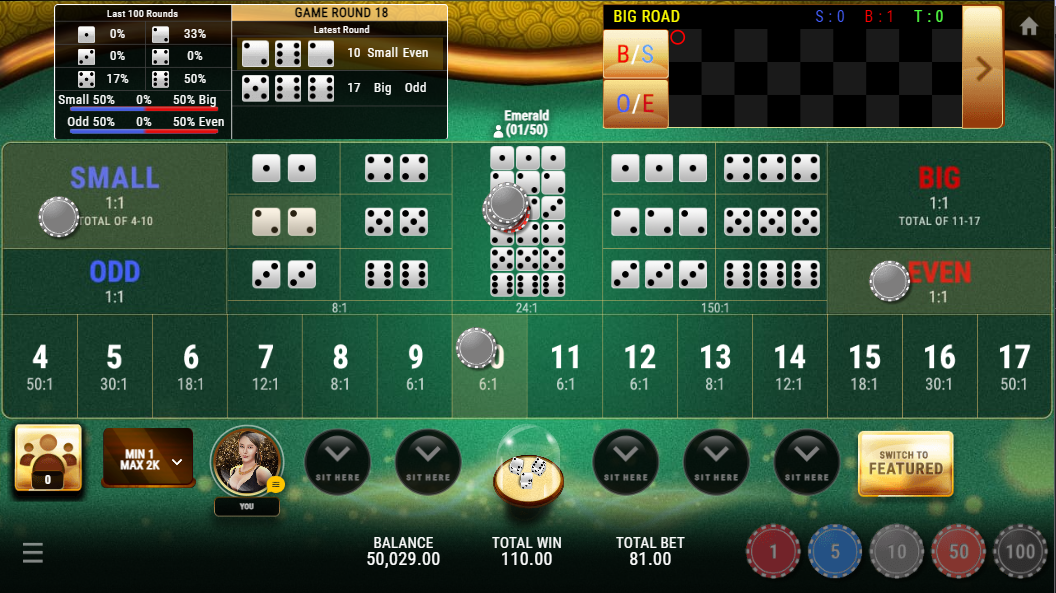 Last 100 Rounds
0% 33%
0% 0%
17% 50%
Small 50% 0% 50% Big
Odd 50% 0% 50% Even
GAME ROUND 18
Latest Round
10 Small Even
17 Big Odd
BIG ROAD S : 0 B : 1 T : 0
B/S
O/E
Emerald
(01/50)
SMALL
1:1
TOTAL OF 4-10
BIG
1:1
TOTAL OF 11-17
ODD
1:1
EVEN
1:1
8:1 24:1 150:1
4 5 6 7 8 9 0 11 12 13 14 15 16 17
50:1 30:1 18:1 12:1 8:1 6:1 6:1 6:1 6:1 8:1 12:1 18:1 30:1 50:1
0
MIN 1
MAX 2K
YOU
SIT HERE
SIT HERE
SIT HERE
SIT HERE
SIT HERE
SWITCH TO
FEATURED
BALANCE
50,029.00
TOTAL WIN
110.00
TOTAL BET
81.00
1 5 10 50 100